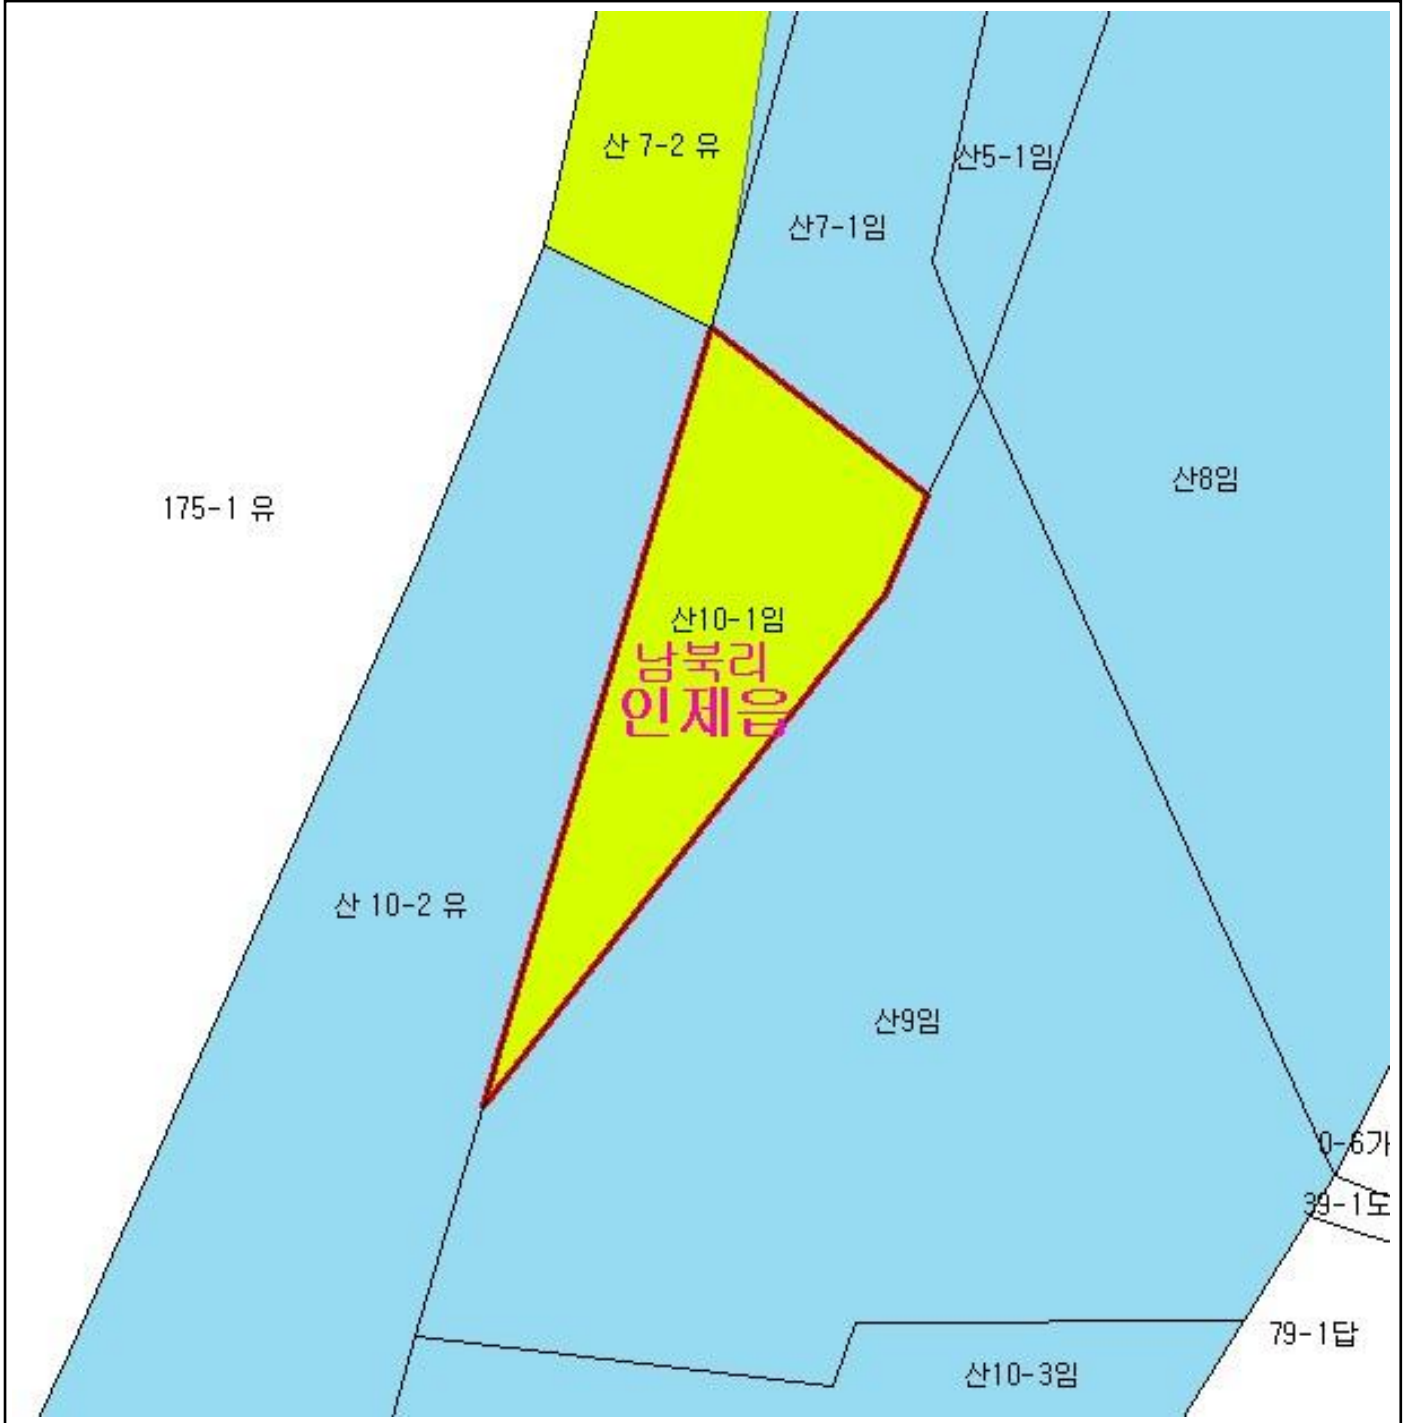 산 7-2 유
산5-1임
산7-1임
산8임
175-1 유
산10-1임
남북리
인제읍
산 10-2 유
산9임
0-6가
39-1도
79-1답
산10-3임